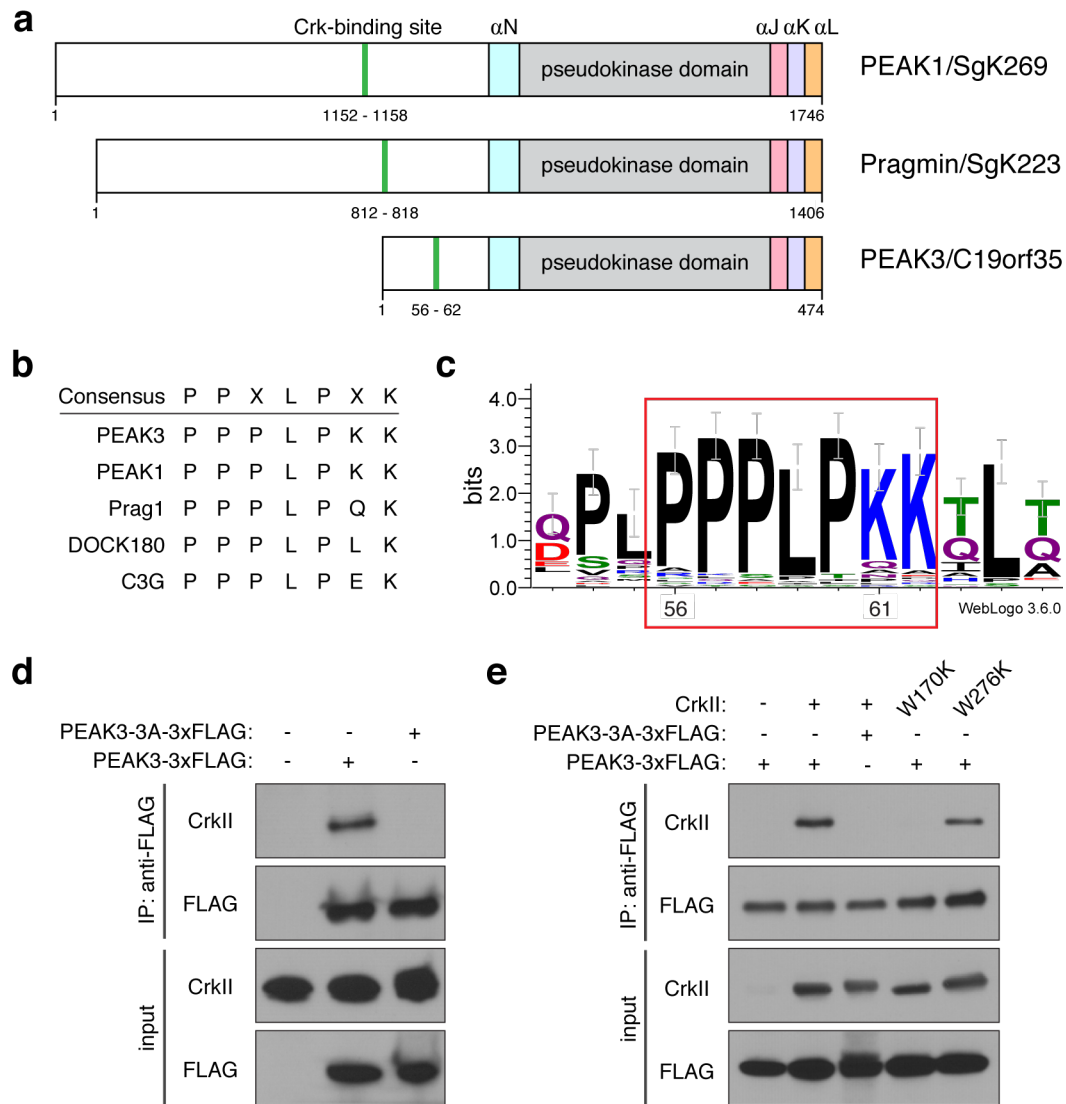 a
Crk-binding site αN αJ αK αL
pseudokinase domain PEAK1/SgK269
1 1152 - 1158 1746
pseudokinase domain Pragmin/SgK223
1 812 - 818 1406
pseudokinase domain PEAK3/C19orf35
1 56 - 62 474
b
Consensus P P X L P X K
PEAK3 P P P L P K K
PEAK1 P P P L P K K
Prag1 P P P L P Q K
DOCK180 P P P L P L K
C3G P P P L P E K
c
bits
4.0
3.0
2.0
1.0
0.0
Q P L P P P L P K K T L T
D S Q Q
A
56 61
WebLogo 3.6.0
d
PEAK3-3A-3xFLAG: - - +
PEAK3-3xFLAG: - + -
IP: anti-FLAG
CrkII
FLAG
input
CrkII
FLAG
e
CrkII: - + + W170K W276K
PEAK3-3A-3xFLAG: - - + - -
PEAK3-3xFLAG: + + - + +
IP: anti-FLAG
CrkII
FLAG
input
CrkII
FLAG